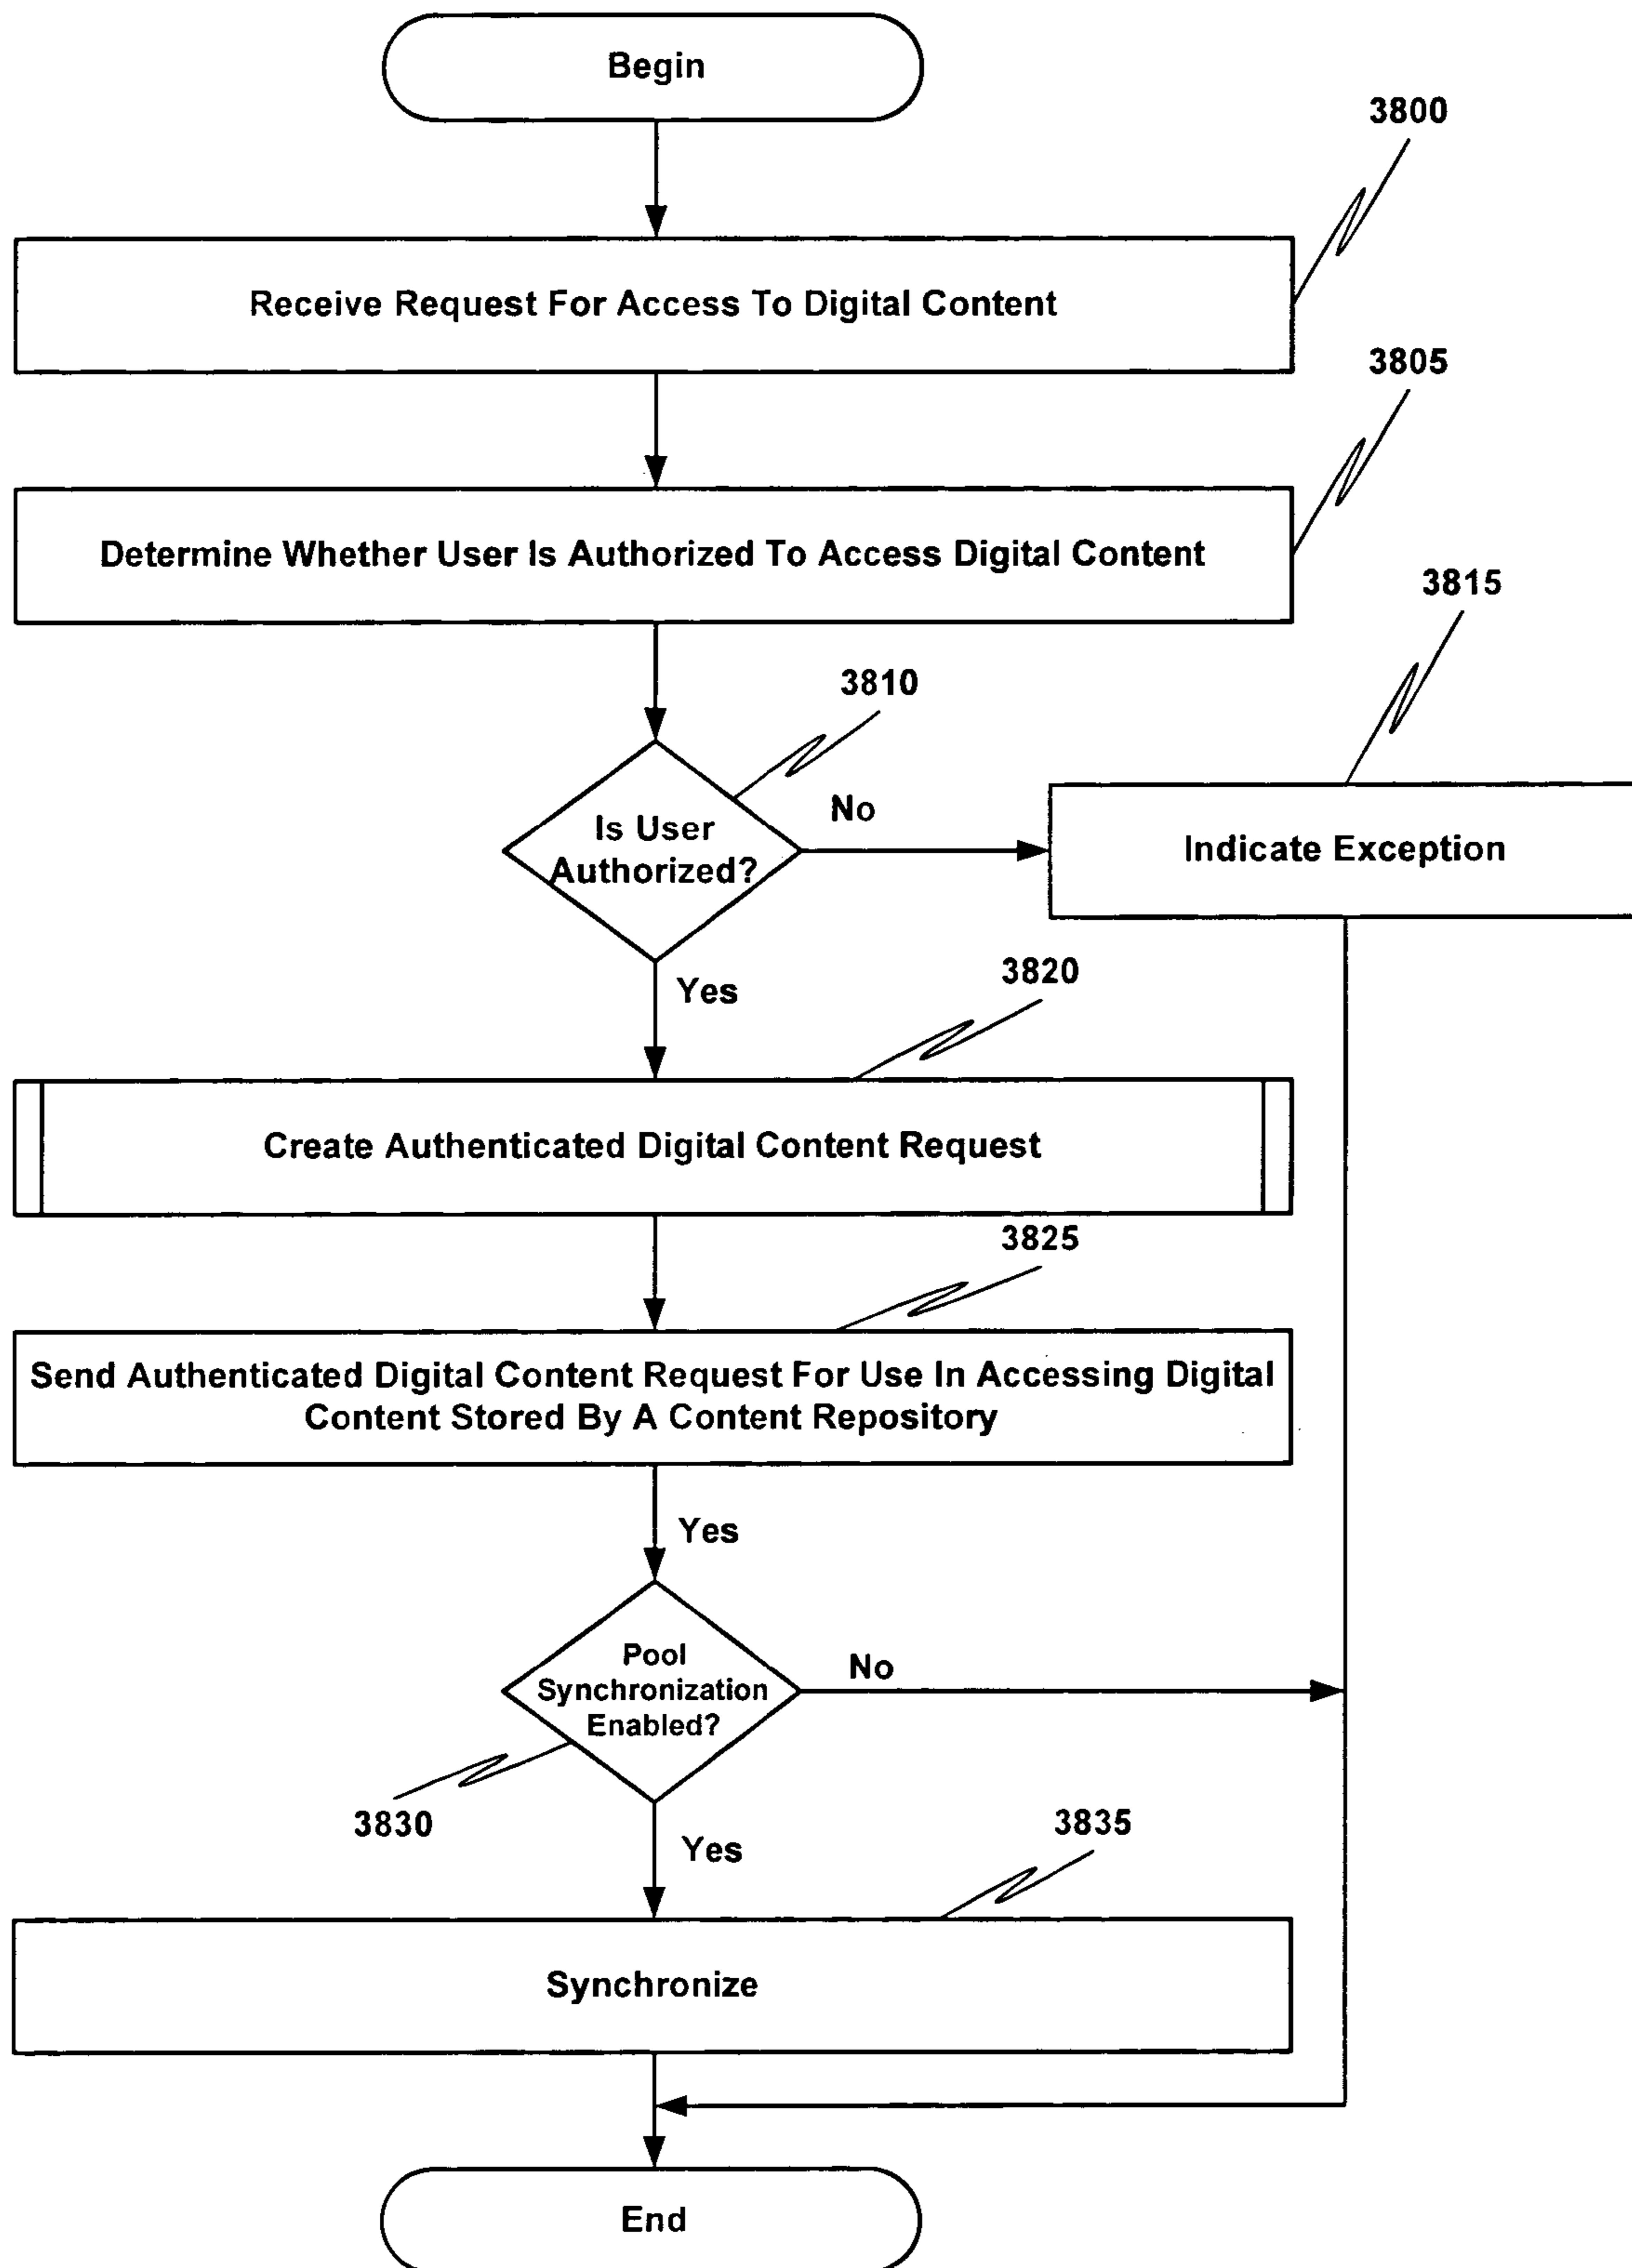 Begin
3800
Receive Request For Access To Digital Content
3805
Determine Whether User Is Authorized To Access Digital Content
3815
3810
Is User
Authorized?
No
Indicate Exception
Yes
3820
Create Authenticated Digital Content Request
3825
Send Authenticated Digital Content Request For Use In Accessing Digital
Content Stored By A Content Repository
Yes
Pool
Synchronization
Enabled?
No
3830
Yes
3835
Synchronize
End